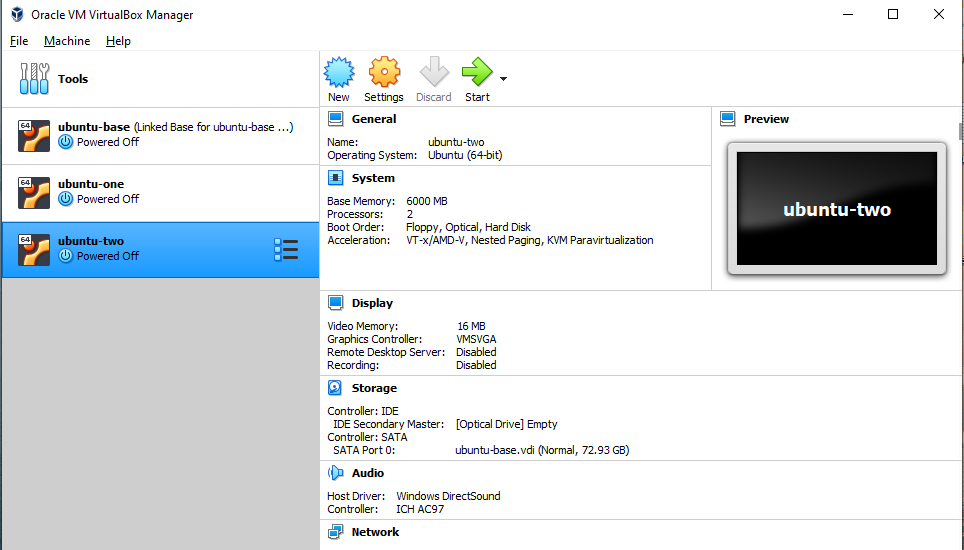 Oracle VM VirtualBox Manager
File Machine Help
Tools
New Settings Discard Start
64
ubuntu-base (Linked Base for ubuntu-base ...)
Powered Off
64
ubuntu-one
Powered Off
64
ubuntu-two
Powered Off
General
Name: ubuntu-two
Operating System: Ubuntu (64-bit)
System
Base Memory: 6000 MB
Processors: 2
Boot Order: Floppy, Optical, Hard Disk
Acceleration: VT-x/AMD-V, Nested Paging, KVM Paravirtualization
Preview
ubuntu-two
Display
Video Memory: 16 MB
Graphics Controller: VMSVGA
Remote Desktop Server: Disabled
Recording: Disabled
Storage
Controller: IDE
IDE Secondary Master: [Optical Drive] Empty
Controller: SATA
SATA Port 0: ubuntu-base.vdi (Normal, 72.93 GB)
Audio
Host Driver: Windows DirectSound
Controller: ICH AC97
Network